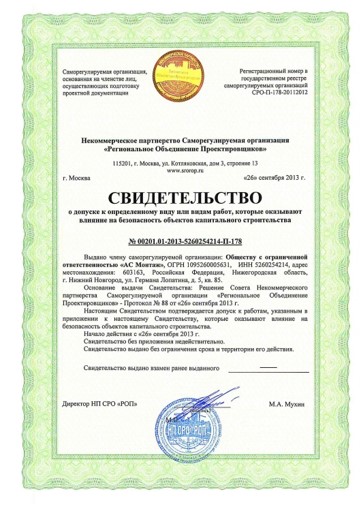 Саморегулируемая организация,
основанная на членстве лиц,
осуществляющих подготовку
проектной документации
Регистрационный номер в
государственном реестре
саморегулируемых организаций
СРО-П-178-20112012
Некоммерческое партнерство Саморегулируемая организация
«Региональное Объединение Проектировщиков»
115201, г. Москва, ул. Котляковская, дом 3, строение 13
www.srorop.ru
г. Москва «26» сентября 2013 г.
СВИДЕТЕЛЬСТВО
о допуске к определенному виду или видам работ, которые оказывают
влияние на безопасность объектов капитального строительства
№ 00201.01-2013-5260254214-П-178
Выдано члену саморегулируемой организации: Обществу с ограниченной
ответственностью «АС Монтаж», ОГРН 1095260005631, ИНН 5260254214, адрес
местонахождения: 603163, Российская Федерация, Нижегородская область,
г. Нижний Новгород, ул. Германа Лопатина, д. 5, кв. 85.
Основание выдачи Свидетельства: Решение Совета Некоммерческого
партнерства Саморегулируемой организации «Региональное Объединение
Проектировщиков» - Протокол № 88 от «26» сентября 2013 г.
Настоящим Свидетельством подтверждается допуск к работам, указанным в
приложении к настоящему Свидетельству, которые оказывают влияние на
безопасность объектов капитального строительства.
Начало действия с «26» сентября 2013 г.
Свидетельство без приложения недействительно.
Свидетельство выдано без ограничения срока и территории его действия.
Свидетельство выдано взамен ранее выданного —
Директор НП СРО «РОП» М.А. Мухин
М.П.
НП СРО «РОП»